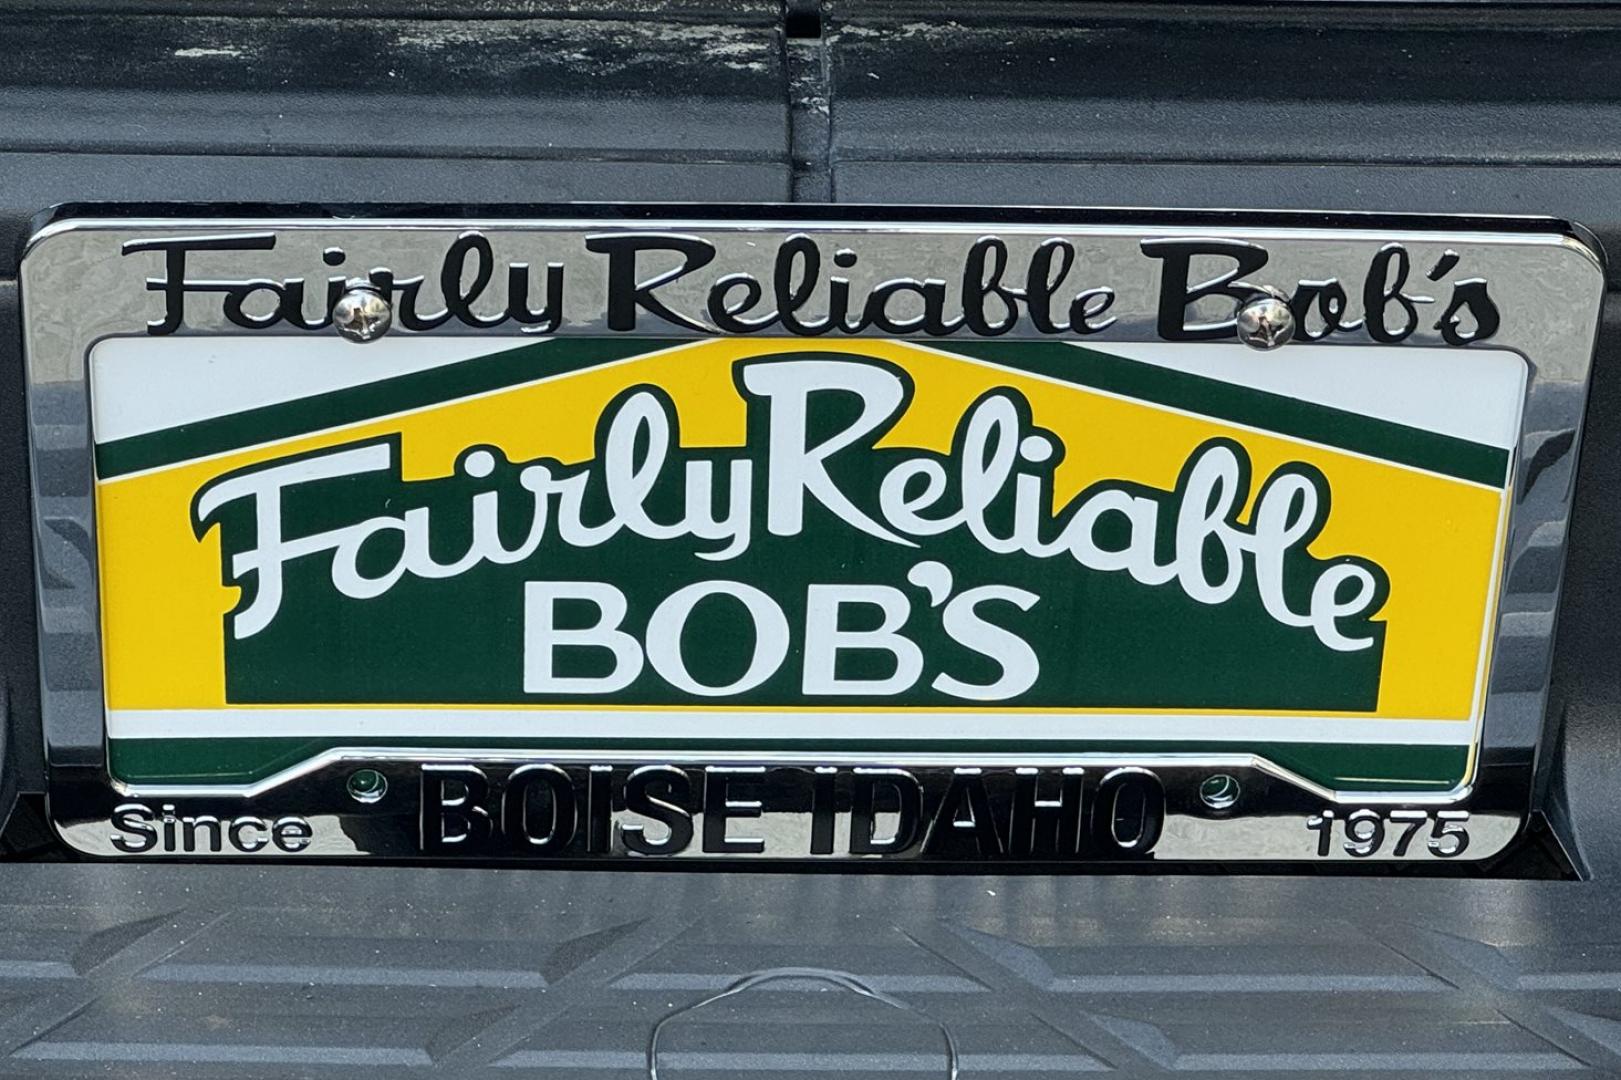 Fairly Reliable Bob's
Fairly Reliable
BOB'S
BOISE IDAHO
Since 1975